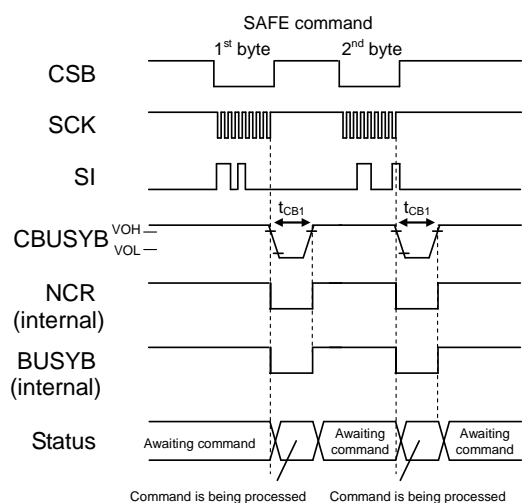 SAFE command
1st byte
2nd byte
CSB
SCK
SI
tCB1
tCB1
CBUSYB
VOH
VOL
NCR
(internal)
BUSYB
(internal)
Status
Awaiting command
Awaiting
command
Awaiting
command
Command is being processed
Command is being processed